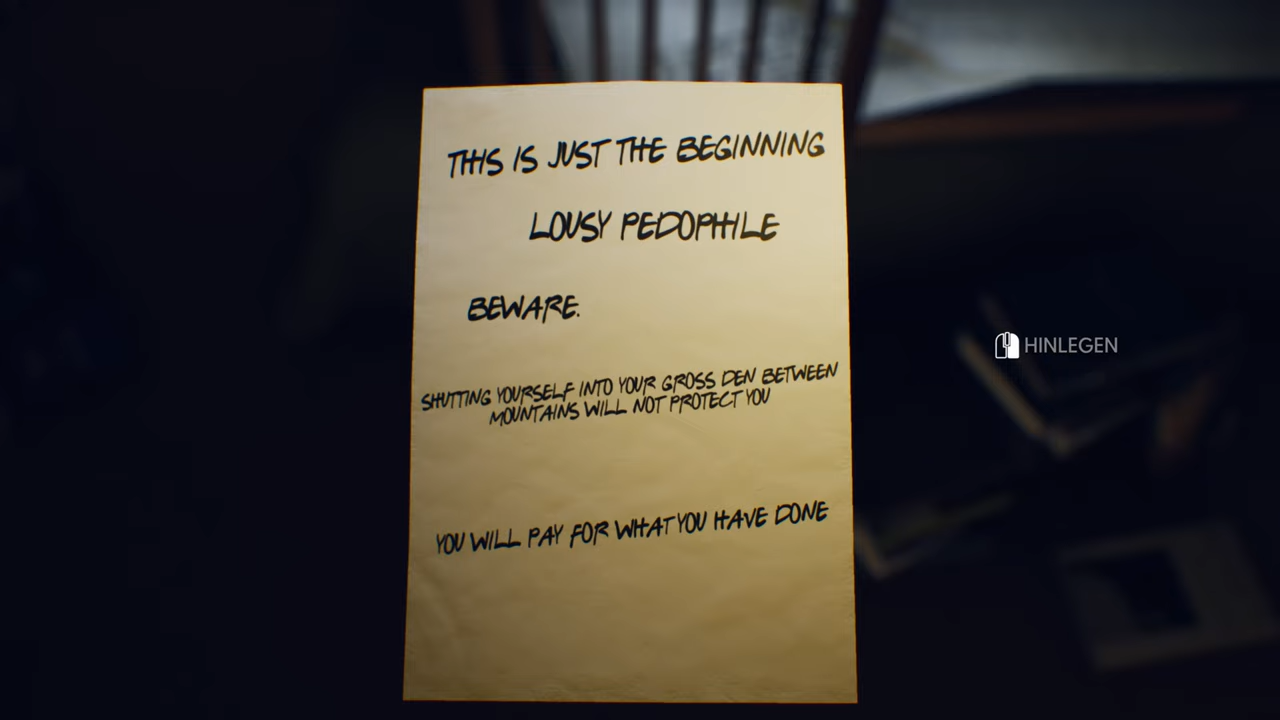 THIS IS JUST THE BEGINNING
LOUSY PEDOPHILE
BEWARE.
HINLEGEN
SHUTTING YOURSELF INTO YOUR GROSS DEN BETWEEN
MOUNTAINS WILL NOT PROTECT YOU
YOU WILL PAY FOR WHAT YOU HAVE DONE